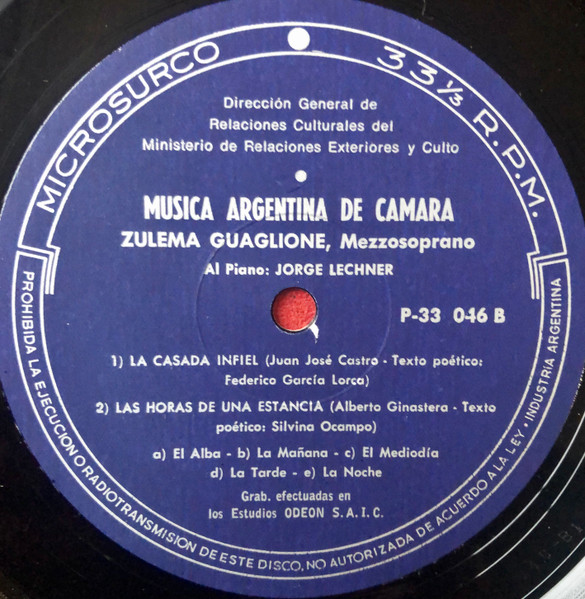 MICROSURCO
33 1/3 R.P.M.
Dirección General de
Relaciones Culturales del
Ministerio de Relaciones Exteriores y Culto
MUSICA ARGENTINA DE CAMARA
ZULEMA GUAGLIONE, Mezzosoprano
Al Piano: JORGE LECHNER
P-33 046 B
1) LA CASADA INFIEL (Juan José Castro - Texto poético:
Federico García Lorca)
2) LAS HORAS DE UNA ESTANCIA (Alberto Ginastera - Texto
poético: Silvina Ocampo)
a) El Alba - b) La Mañana - c) El Mediodía
d) La Tarde - e) La Noche
Grab. efectuadas en
los Estudios ODEON S.A.I.C.
PROHIBIDA LA EJECUCION O RADIOTRANSMISION DE ESTE DISCO, NO AUTORIZADA DE ACUERDO A LA LEY · INDUSTRIA ARGENTINA